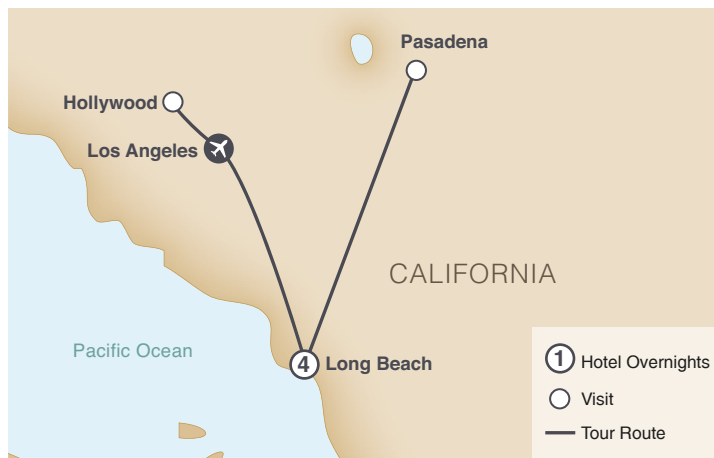 Pasadena
Hollywood
Los Angeles
CALIFORNIA
Pacific Ocean
4 Long Beach
1 Hotel Overnights
Visit
Tour Route